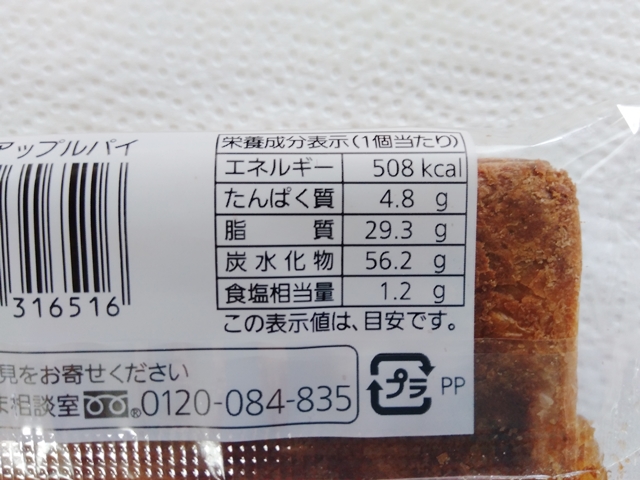 アップルパイ
316516
栄養成分表示(1個当たり)
エネルギー 508 kcal
たんぱく質 4.8 g
脂質 29.3 g
炭水化物 56.2 g
食塩相当量 1.2 g
この表示値は、目安です。
見をお寄せください
相談室 ®0120-084-835
プラ PP